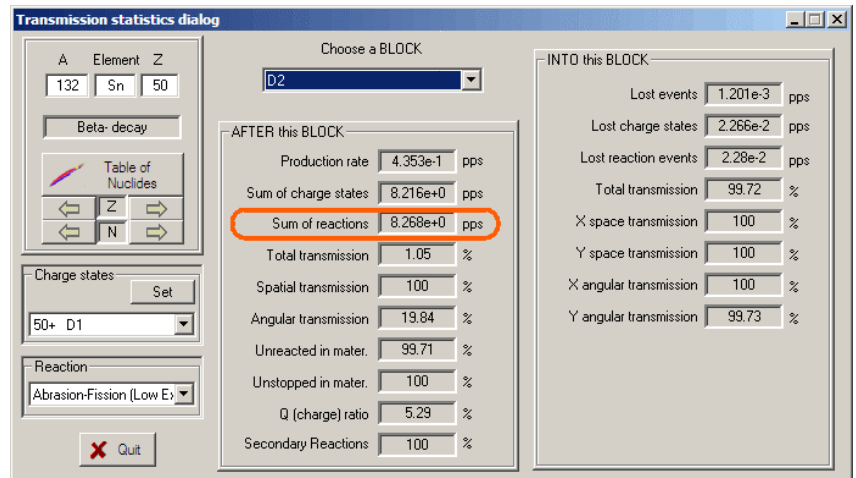 Transmission statistics dialog
A Element Z
132 Sn 50
Beta- decay
Table of
Nuclides
Z
N
Charge states
Set
50+ D1
Reaction
Abrasion-Fission (Low Ex
Quit
Choose a BLOCK
D2
AFTER this BLOCK
Production rate 4.353e-1 pps
Sum of charge states 8.216e+0 pps
Sum of reactions 8.268e+0 pps
Total transmission 1.05 %
Spatial transmission 100 %
Angular transmission 19.84 %
Unreacted in mater. 99.71 %
Unstopped in mater. 100 %
Q (charge) ratio 5.29 %
Secondary Reactions 100 %
INTO this BLOCK
Lost events 1.201e-3 pps
Lost charge states 2.266e-2 pps
Lost reaction events 2.28e-2 pps
Total transmission 99.72 %
X space transmission 100 %
Y space transmission 100 %
X angular transmission 100 %
Y angular transmission 99.73 %